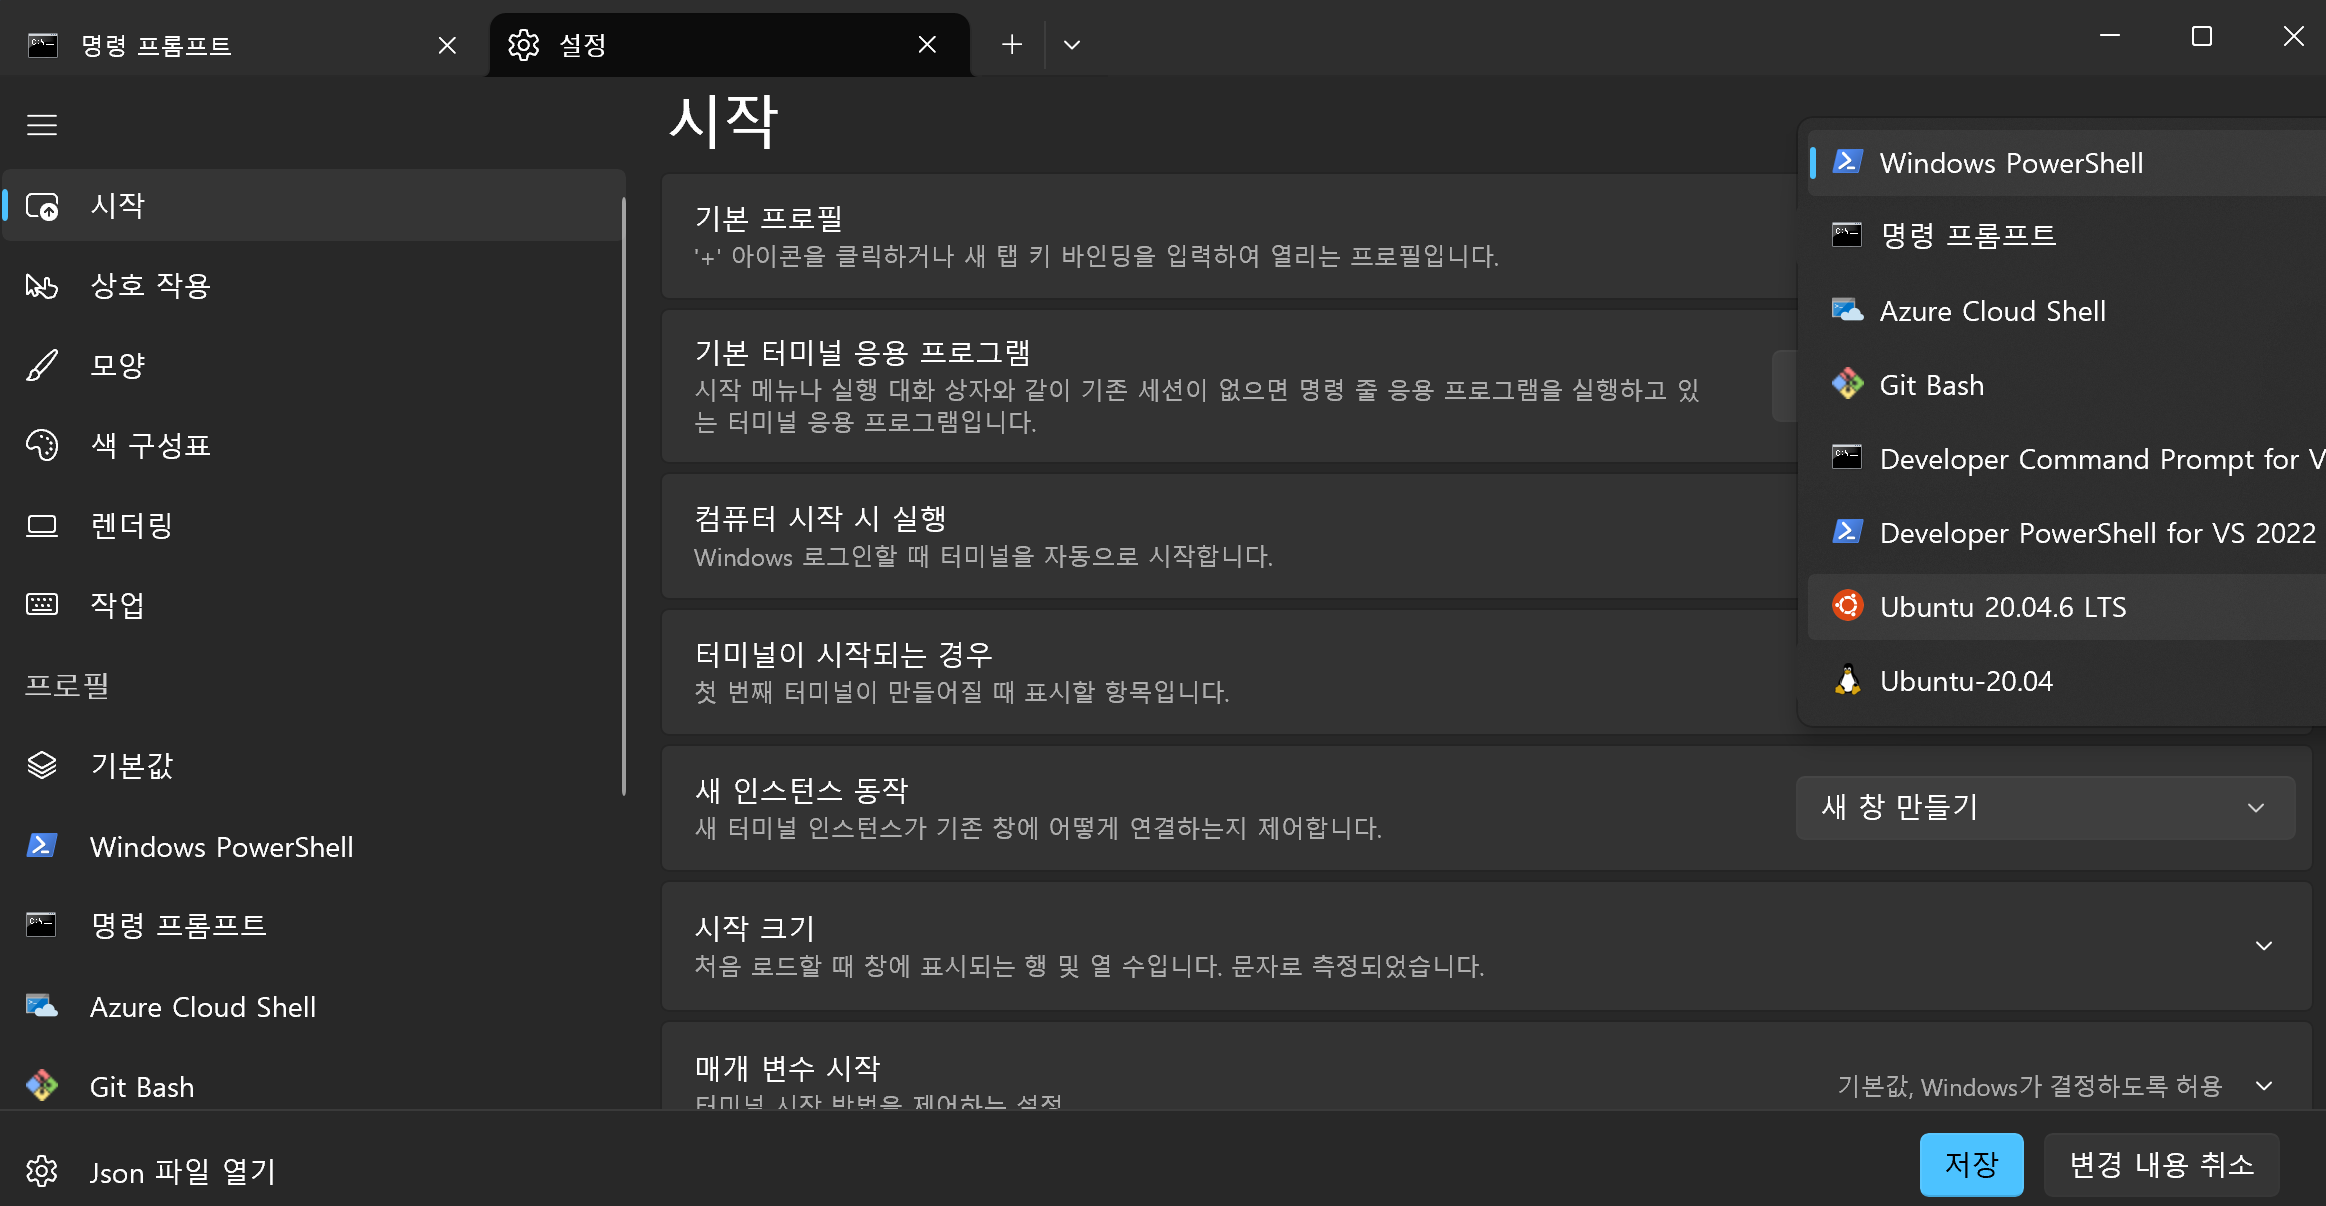 명령 프롬프트
설정
시작
상호 작용
모양
색 구성표
렌더링
작업
프로필
기본값
Windows PowerShell
명령 프롬프트
Azure Cloud Shell
Git Bash
Json 파일 열기
시작
기본 프로필
'+' 아이콘을 클릭하거나 새 탭 키 바인딩을 입력하여 열리는 프로필입니다.
기본 터미널 응용 프로그램
시작 메뉴나 실행 대화 상자와 같이 기존 세션이 없으면 명령 줄 응용 프로그램을 실행하고 있
는 터미널 응용 프로그램입니다.
컴퓨터 시작 시 실행
Windows 로그인할 때 터미널을 자동으로 시작합니다.
터미널이 시작되는 경우
첫 번째 터미널이 만들어질 때 표시할 항목입니다.
새 인스턴스 동작
새 터미널 인스턴스가 기존 창에 어떻게 연결하는지 제어합니다.
새 창 만들기
시작 크기
처음 로드할 때 창에 표시되는 행 및 열 수입니다. 문자로 측정되었습니다.
매개 변수 시작
터미널 시작 방법을 제어하는 설정
기본값, Windows가 결정하도록 허용
Windows PowerShell
명령 프롬프트
Azure Cloud Shell
Git Bash
Developer Command Prompt for V
Developer PowerShell for VS 2022
Ubuntu 20.04.6 LTS
Ubuntu-20.04
저장
변경 내용 취소